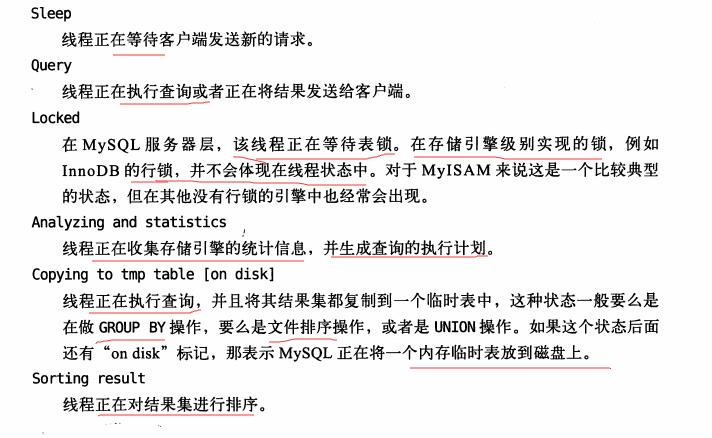 Sleep
线程正在等待客户端发送新的请求。
Query
线程正在执行查询或者正在将结果发送给客户端。
Locked
在 MySQL 服务器层，该线程正在等待表锁。在存储引擎级别实现的锁，例如
InnoDB 的行锁，并不会体现在线程状态中。对于 MyISAM 来说这是一个比较典型
的状态，但在其他没有行锁的引擎中也经常会出现。
Analyzing and statistics
线程正在收集存储引擎的统计信息，并生成查询的执行计划。
Copying to tmp table [on disk]
线程正在执行查询，并且将其结果集都复制到一个临时表中，这种状态一般要么是
在做 GROUP BY 操作，要么是文件排序操作，或者是 UNION 操作。如果这个状态后面
还有“on disk”标记，那表示 MySQL 正在将一个内存临时表放到磁盘上。
Sorting result
线程正在对结果集进行排序。